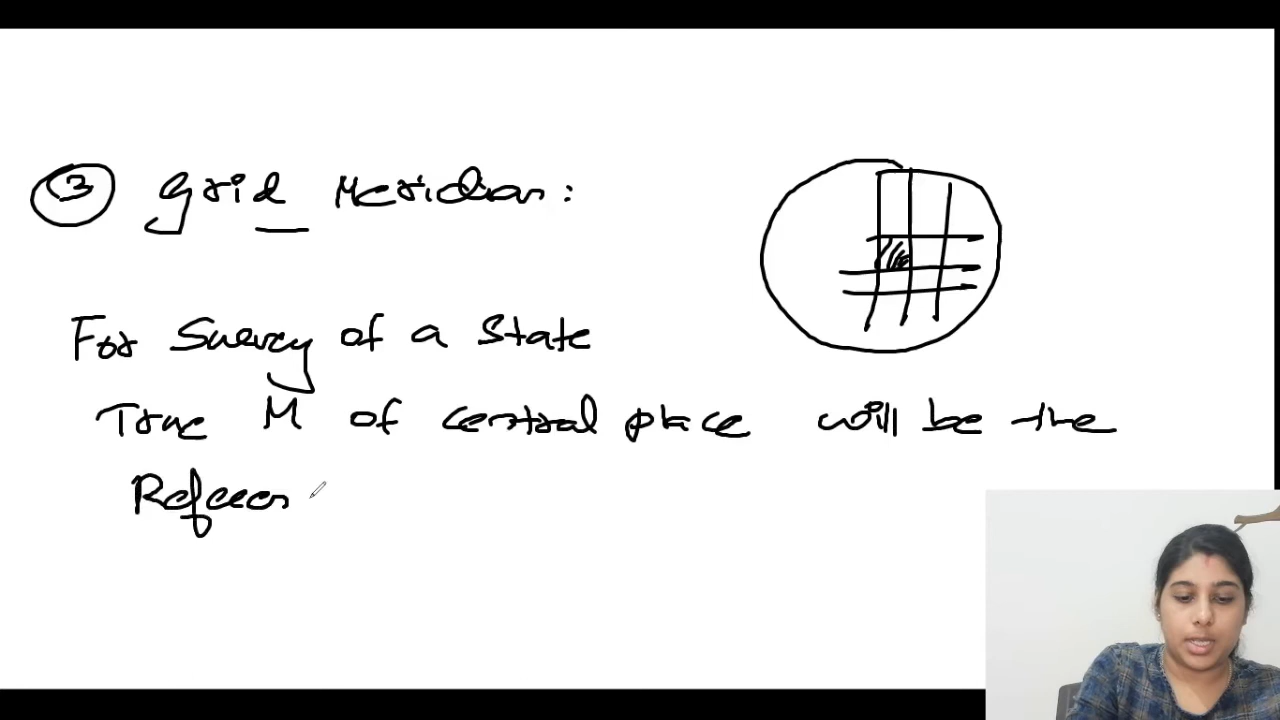 3 Grid Meridian:
For Survey of a State
True M of central place will be the
Referen